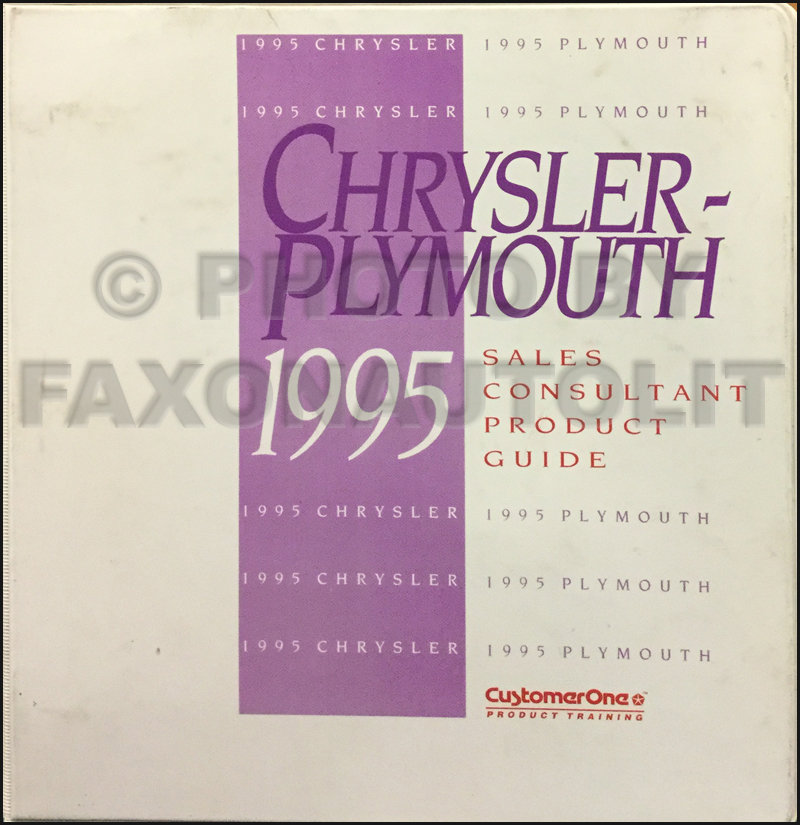 1995 CHRYSLER 1995 PLYMOUTH
1995 CHRYSLER 1995 PLYMOUTH
CHRYSLER-
PLYMOUTH
© PHOTO BY
FAXONAUTOLIT
1995
SALES
CONSULTANT
PRODUCT
GUIDE
1995 CHRYSLER 1995 PLYMOUTH
1995 CHRYSLER 1995 PLYMOUTH
1995 CHRYSLER 1995 PLYMOUTH
CustomerOne
PRODUCT TRAINING